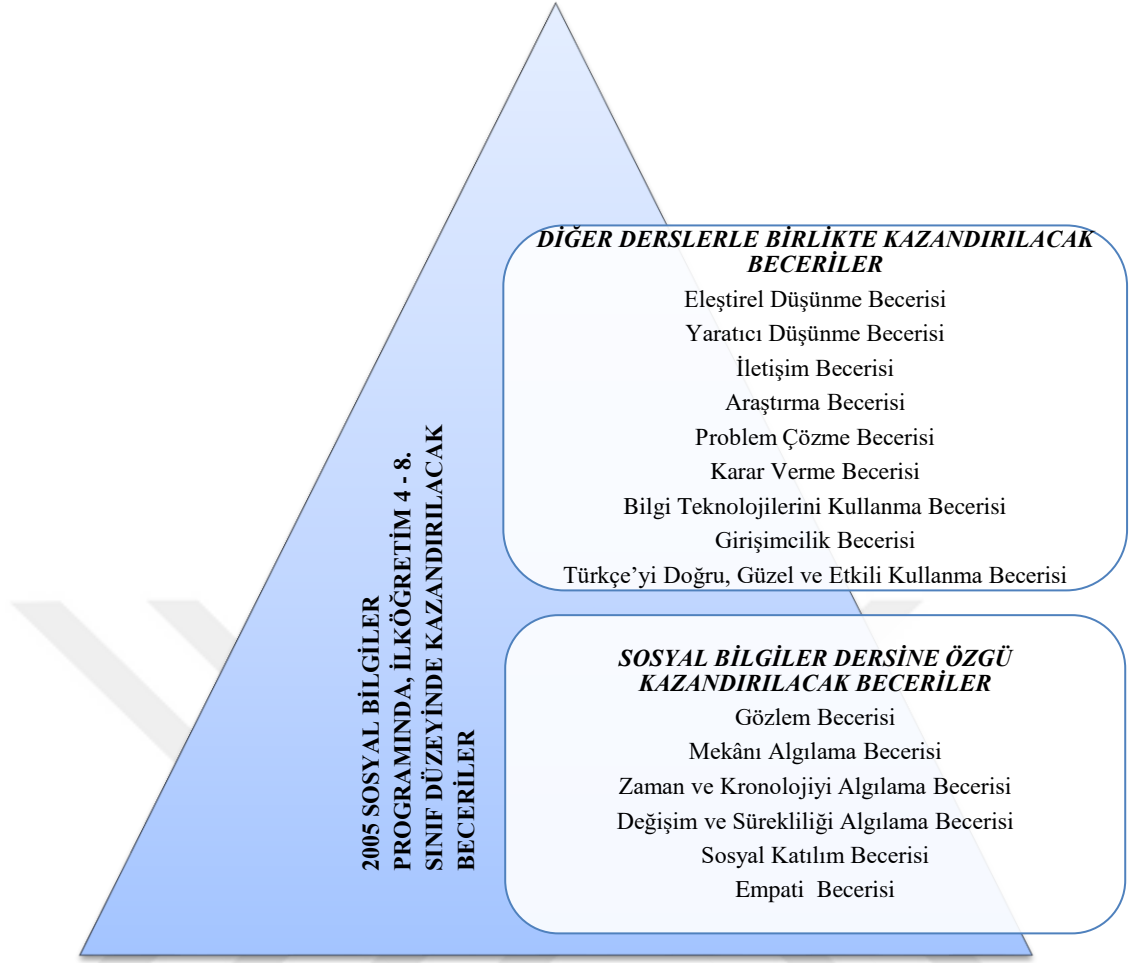 2005 SOSYAL BİLGİLER
PROGRAMINDA, İLKÖĞRETİM 4 - 8.
SINIF DÜZEYİNDE KAZANDIRILACAK
BECERİLER
DİĞER DERSLERLE BİRLİKTE KAZANDIRILACAK
BECERİLER
Eleştirel Düşünme Becerisi
Yaratıcı Düşünme Becerisi
İletişim Becerisi
Araştırma Becerisi
Problem Çözme Becerisi
Karar Verme Becerisi
Bilgi Teknolojilerini Kullanma Becerisi
Girişimcilik Becerisi
Türkçe’yi Doğru, Güzel ve Etkili Kullanma Becerisi
SOSYAL BİLGİLER DERSİNE ÖZGÜ
KAZANDIRILACAK BECERİLER
Gözlem Becerisi
Mekânı Algılama Becerisi
Zaman ve Kronolojiyi Algılama Becerisi
Değişim ve Sürekliliği Algılama Becerisi
Sosyal Katılım Becerisi
Empati Becerisi